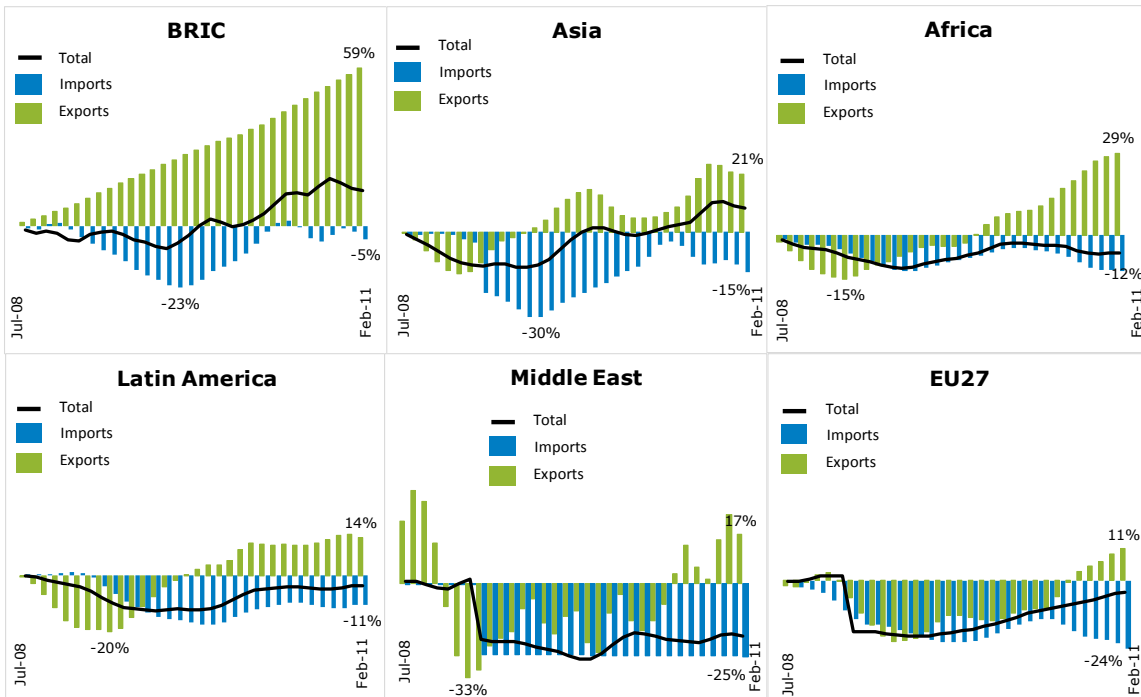 BRIC
Total
Imports
Exports
59%
-5%
-23%
Jul-08
Feb-11
Asia
Total
Imports
Exports
21%
-15%
-30%
Jul-08
Feb-11
Africa
Total
Imports
Exports
29%
-12%
-15%
Jul-08
Feb-11
Latin America
Total
Imports
Exports
14%
-11%
-20%
Jul-08
Feb-11
Middle East
Total
Imports
Exports
17%
-25%
-33%
Jul-08
Feb-11
EU27
Total
Imports
Exports
11%
-24%
Jul-08
Feb-11